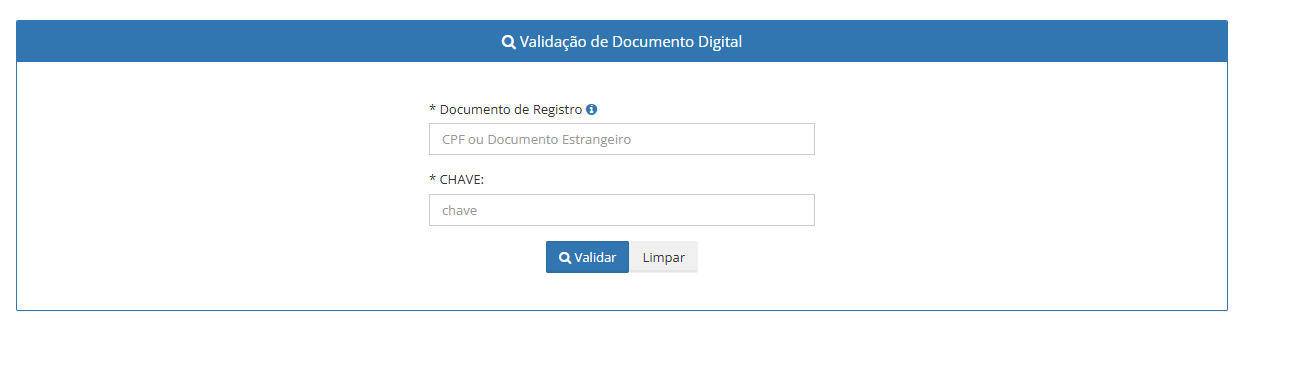 Validação de Documento Digital
* Documento de Registro
CPF ou Documento Estrangeiro
* CHAVE:
chave
Validar Limpar